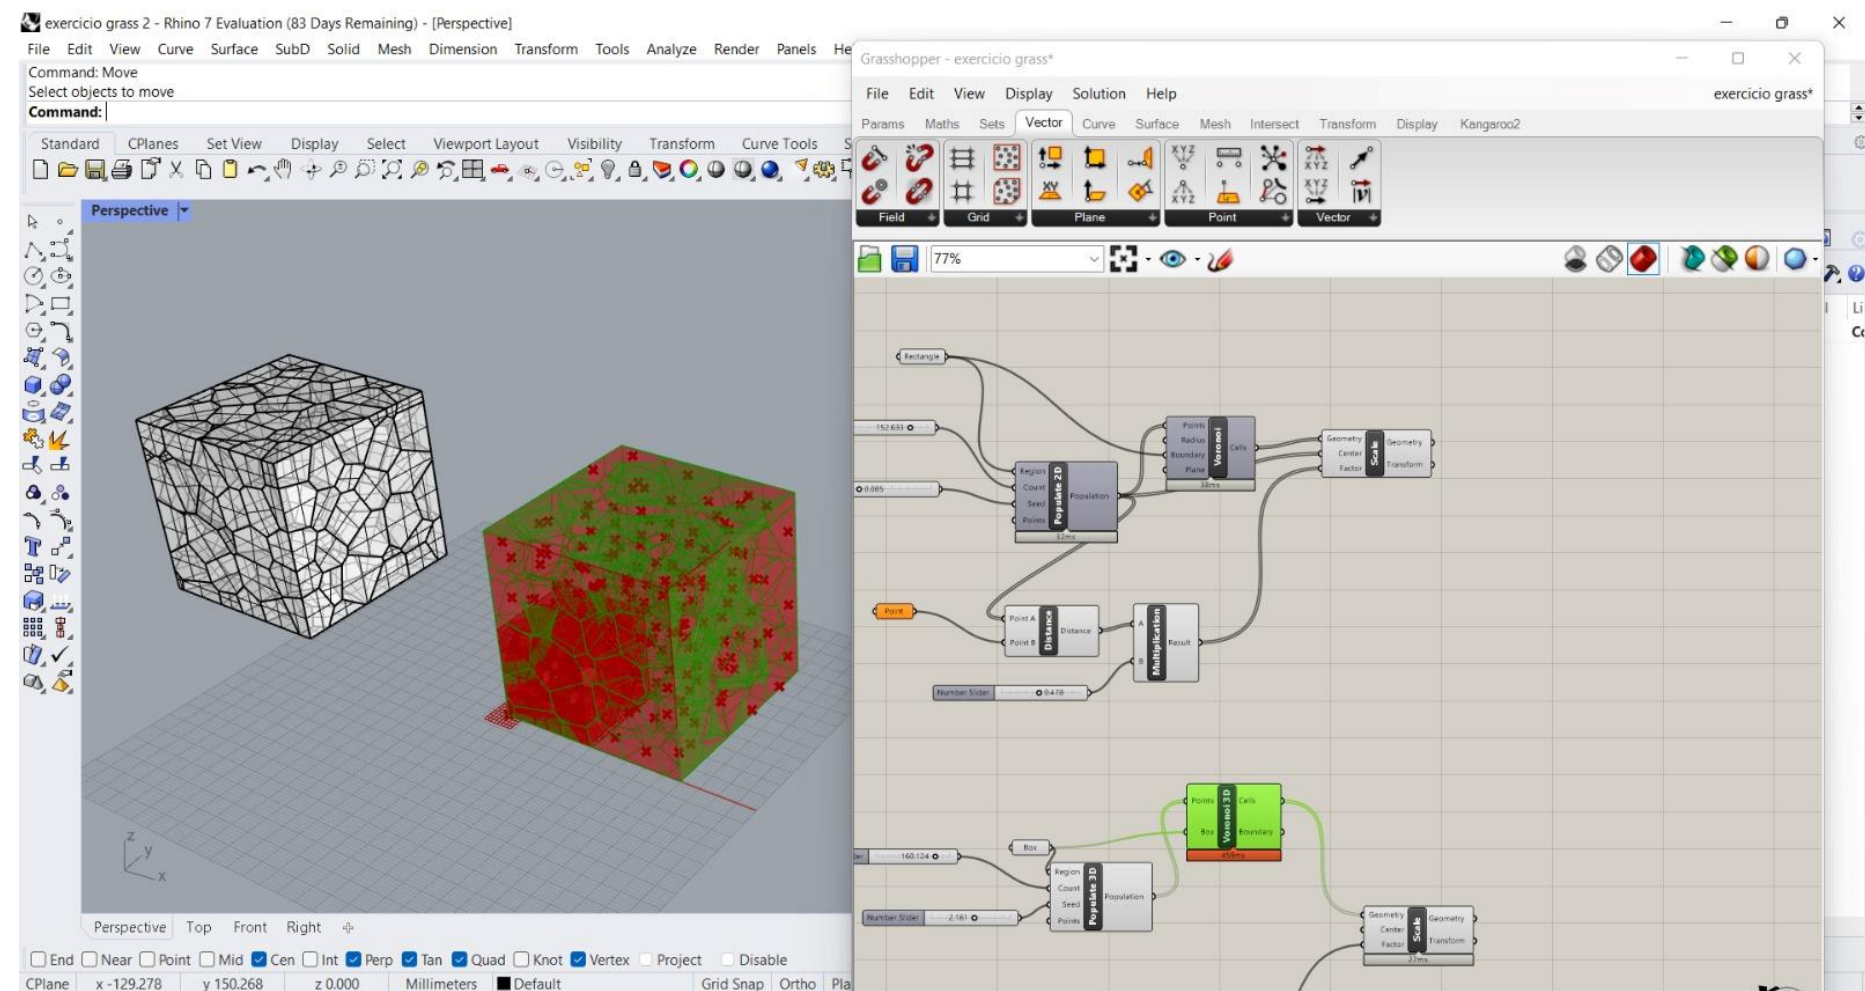 exercicio grass 2 - Rhino 7 Evaluation (83 Days Remaining) - [Perspective]
File Edit View Curve Surface SubD Solid Mesh Dimension Transform Tools Analyze Render Panels He
Command: Move
Select objects to move
Command:
Standard CPlanes Set View Display Select Viewport Layout Visibility Transform Curve Tools S
Perspective
Grasshopper - exercicio grass*
File Edit View Display Solution Help
exercicio grass*
Params Maths Sets Vector Curve Surface Mesh Intersect Transform Display Kangaroo2
Field Grid Plane Point Vector
77%
Rectangle
152.633
0.085
Region
Count
Seed
Points
Populate 2D
Population
32ms
Points
Radius
Boundary
Plane
Voronoi
Cells
38ms
Geometry
Center
Factor
Scale
Geometry
Transform
Point
Point A
Point B
Distance
Distance
A
B
Multiplication
Result
Number Slider 0.478
Points
Box
Voronoi 3D
Cells
Boundary
459ms
Box
160.124
Number Slider 2.161
Region
Count
Seed
Points
Populate 3D
Population
Geometry
Center
Factor
Scale
Geometry
Transform
27ms
z
y
x
Perspective Top Front Right
End Near Point Mid Cen Int Perp Tan Quad Knot Vertex Project Disable
CPlane x -129.278 y 150.268 z 0.000 Millimeters Default Grid Snap Ortho Pla
Li